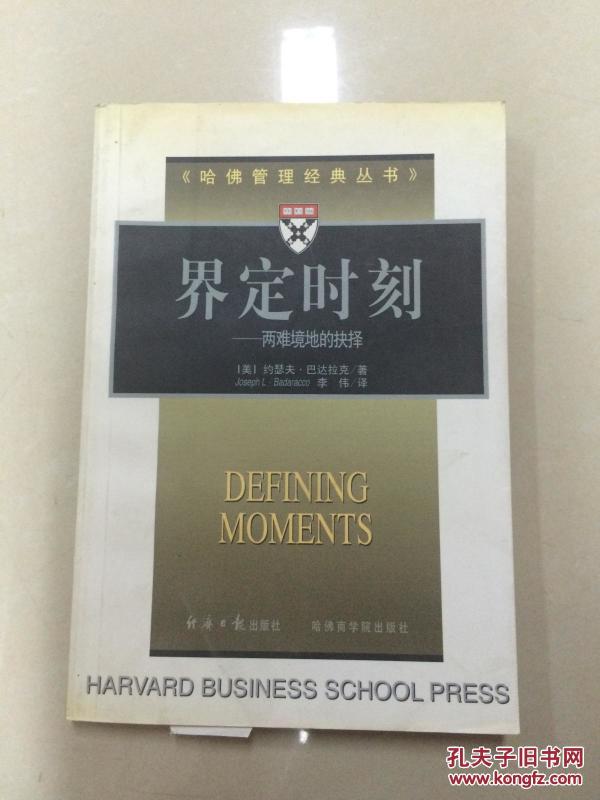 《哈佛管理经典丛书》
界定时刻
——两难境地的抉择
[美] 约瑟夫·巴达拉克/著
Joseph L·Badaracco 李伟/译
DEFINING
MOMENTS
经济日报出版社 哈佛商学院出版社
HARVARD BUSINESS SCHOOL PRESS
孔夫子旧书网
www.kongfz.com